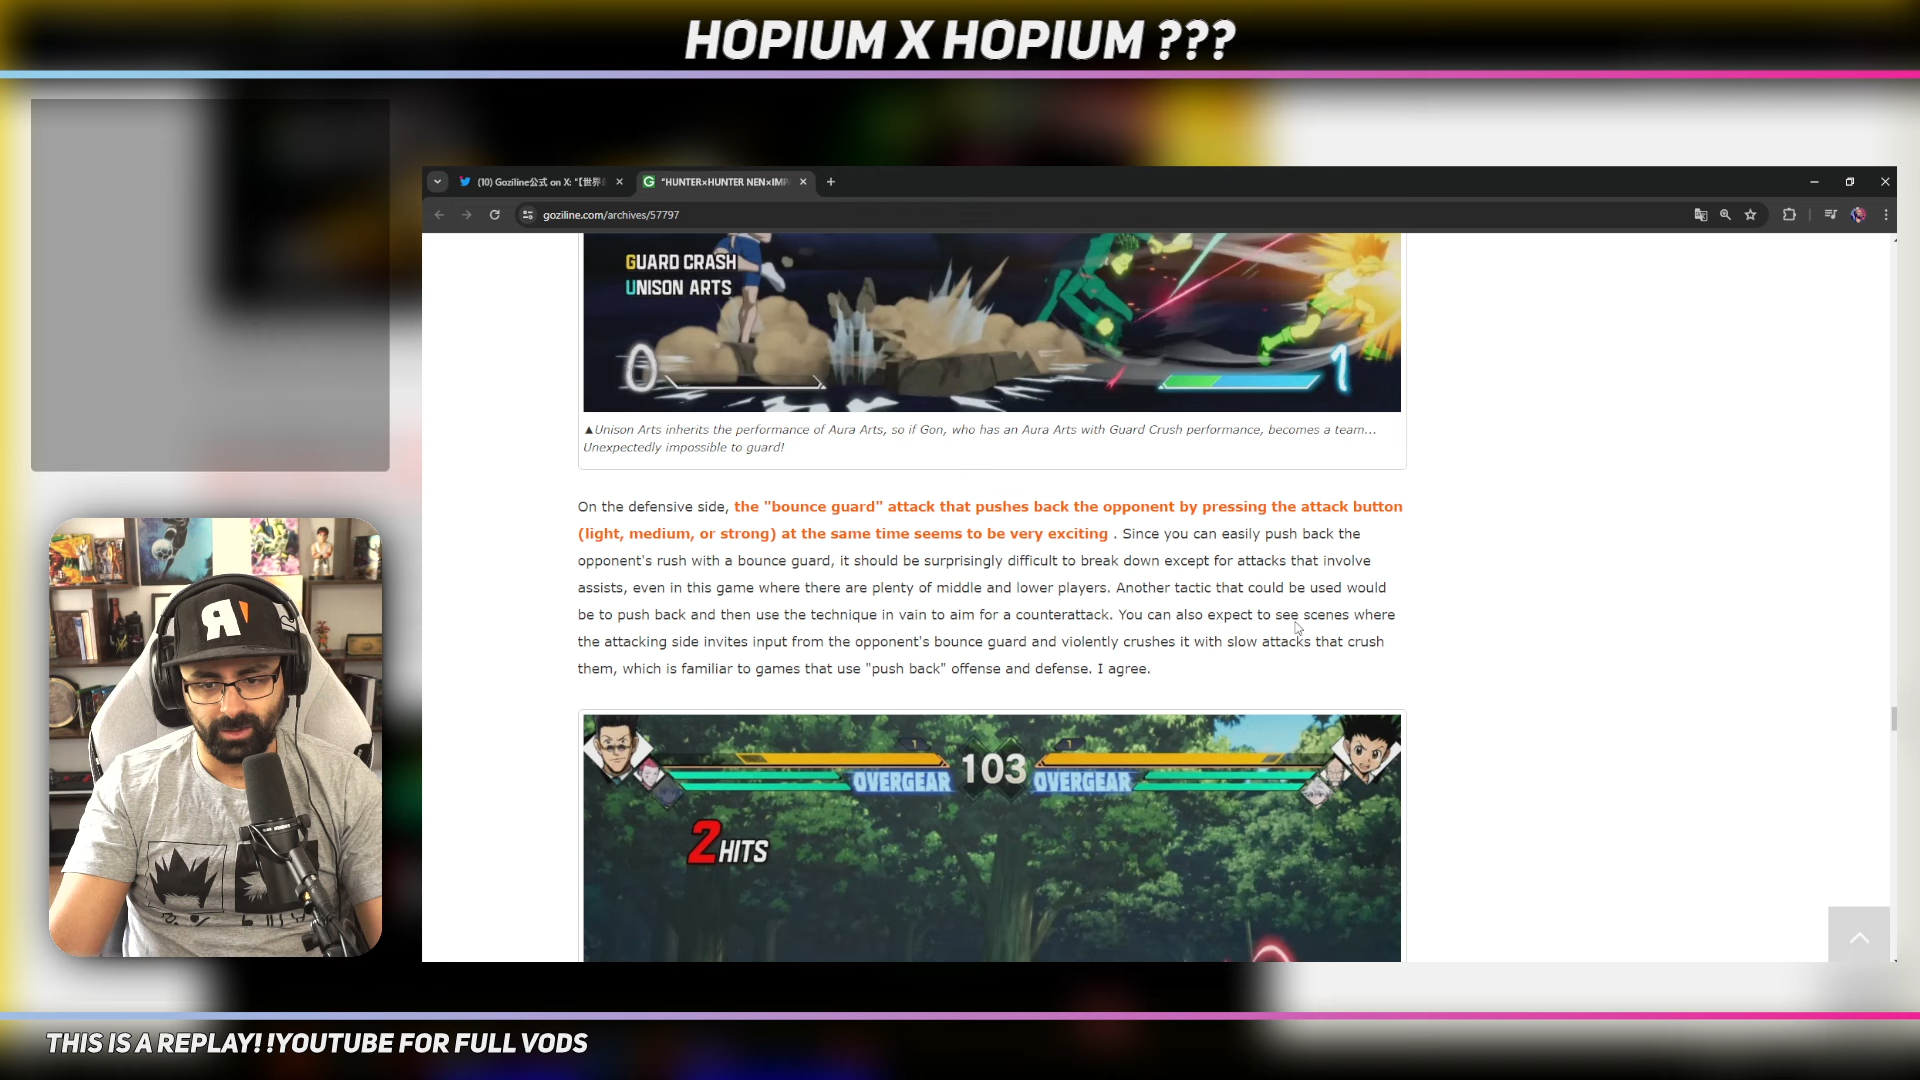 HOPIUM X HOPIUM ???
(10) Goziline公式 on X: "【世界
"HUNTER×HUNTER NEN×IMP
goziline.com/archives/57797
GUARD CRASH
UNISON ARTS
0
1
▲Unison Arts inherits the performance of Aura Arts, so if Gon, who has an Aura Arts with Guard Crush performance, becomes a team...
Unexpectedly impossible to guard!
On the defensive side, the "bounce guard" attack that pushes back the opponent by pressing the attack button
(light, medium, or strong) at the same time seems to be very exciting . Since you can easily push back the
opponent's rush with a bounce guard, it should be surprisingly difficult to break down except for attacks that involve
assists, even in this game where there are plenty of middle and lower players. Another tactic that could be used would
be to push back and then use the technique in vain to aim for a counterattack. You can also expect to see scenes where
the attacking side invites input from the opponent's bounce guard and violently crushes it with slow attacks that crush
them, which is familiar to games that use "push back" offense and defense. I agree.
1 1
OVERGEAR 103 OVERGEAR
2 HITS
THIS IS A REPLAY! !YOUTUBE FOR FULL VODS